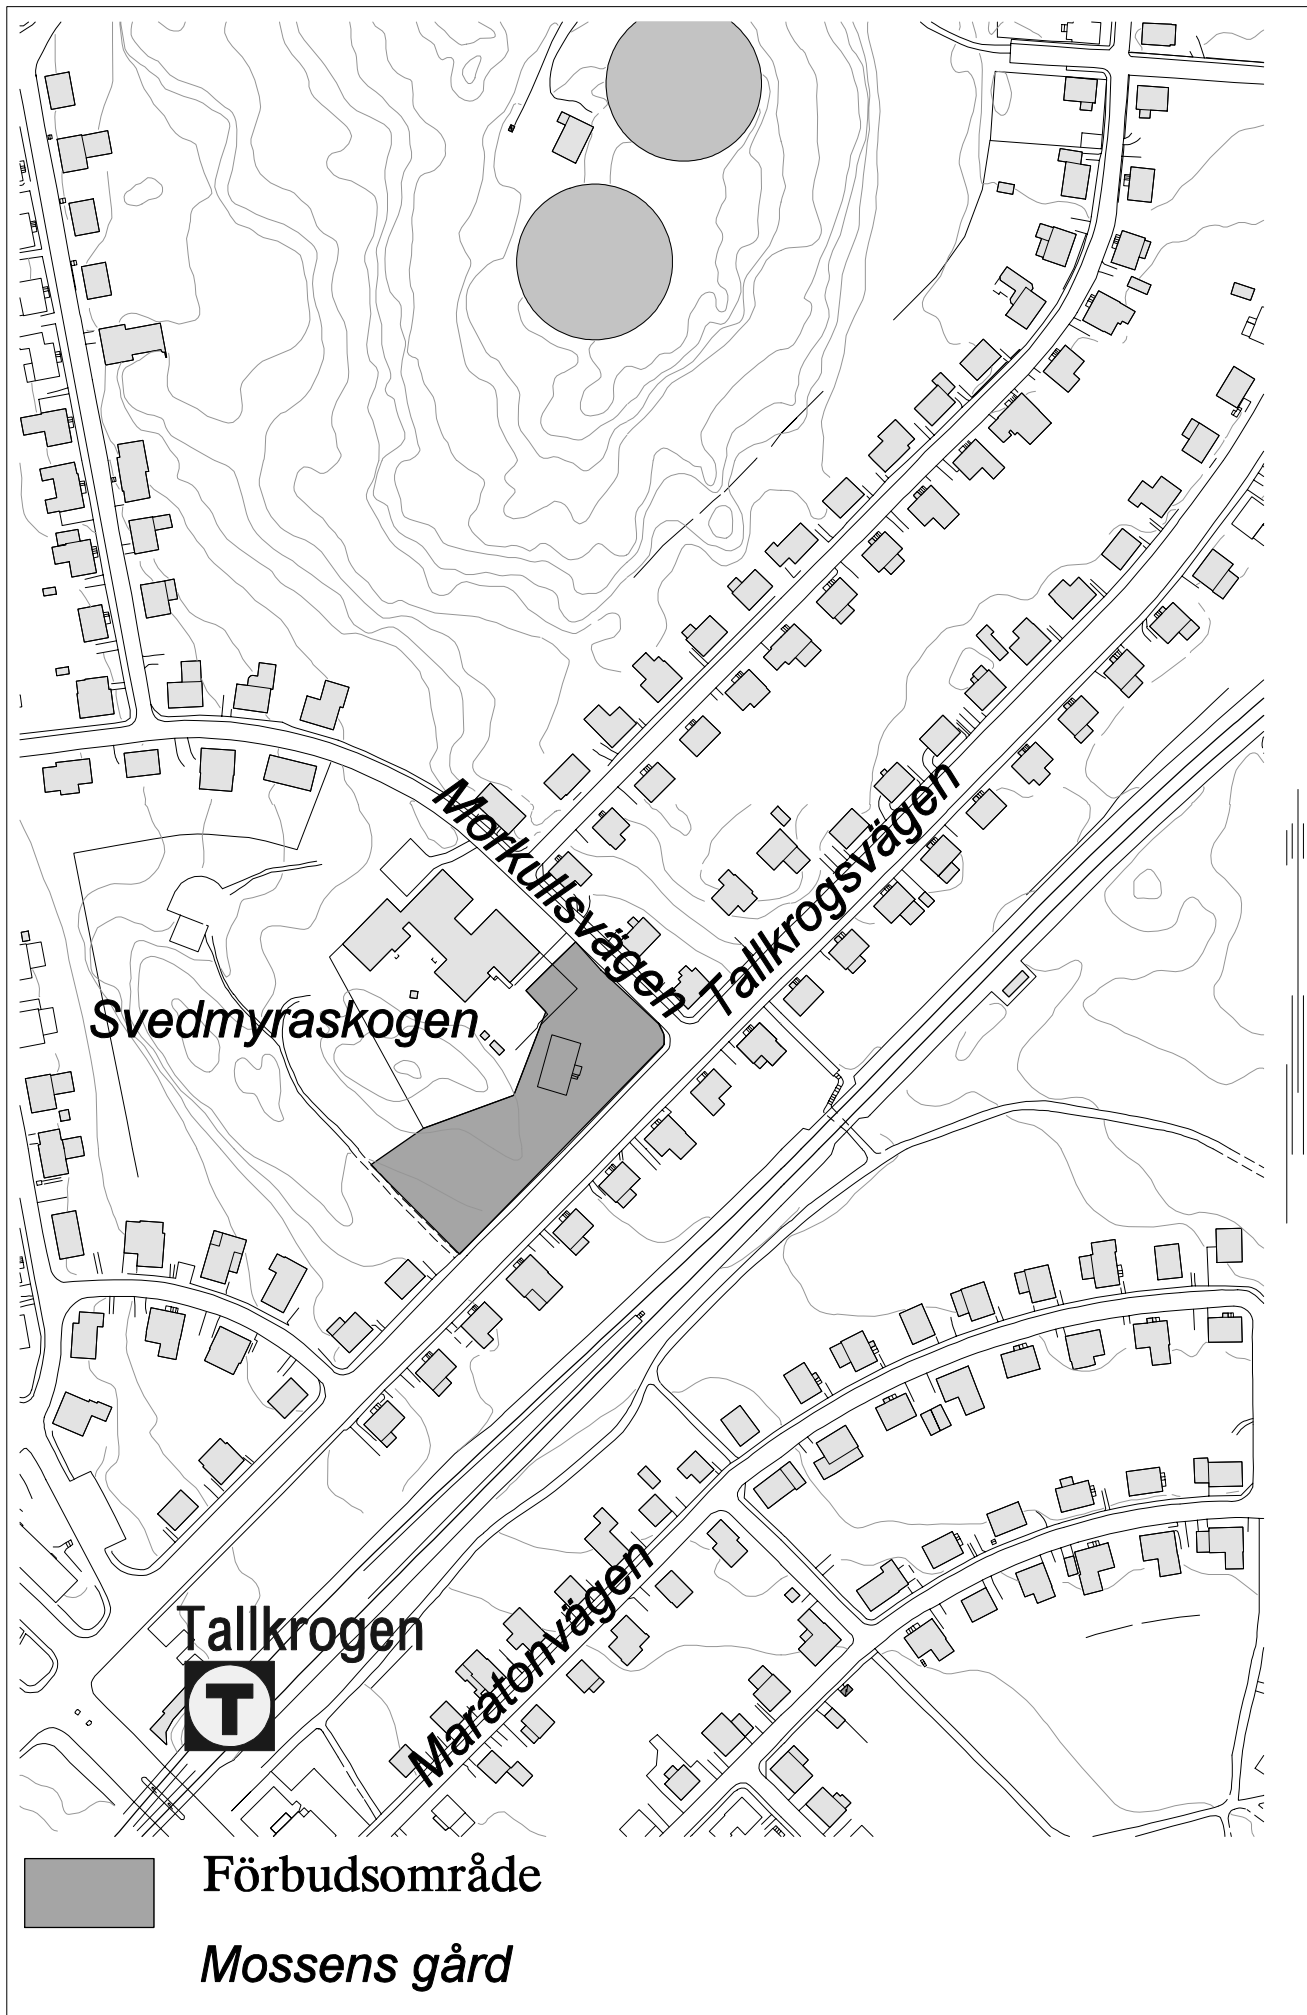 Morkullsvägen
Tallkrogsvägen
Svedmyraskogen
Tallkrogen
T
Maratonvägen
Förbudsområde
Mossens gård